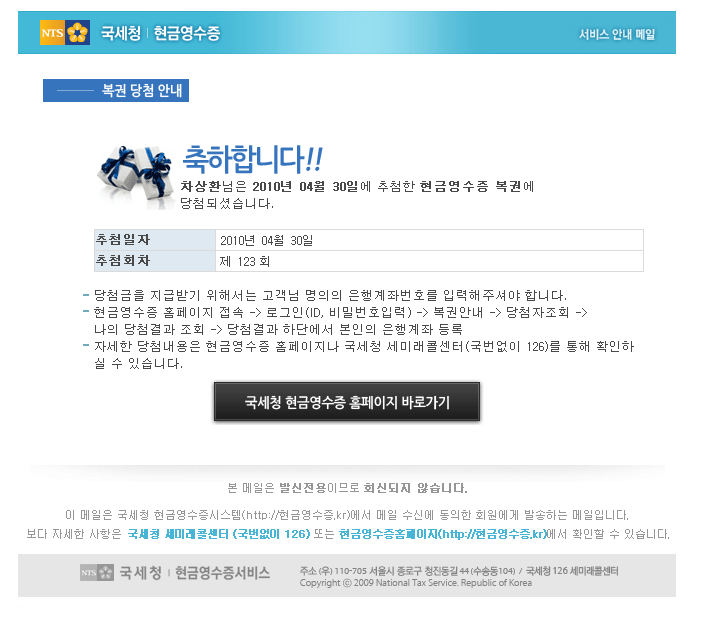 NTS 국세청 | 현금영수증
서비스 안내 메일
복권 당첨 안내
축하합니다!!
차상환님은 2010년 04월 30일에 추첨한 현금영수증 복권에
당첨되셨습니다.
추첨일자 2010년 04월 30일
추첨회차 제 123 회
- 당첨금을 지급받기 위해서는 고객님 명의의 은행계좌번호를 입력해주셔야 합니다.
- 현금영수증 홈페이지 접속 -> 로그인(ID, 비밀번호입력) -> 복권안내 -> 당첨자조회 ->
나의 당첨결과 조회 -> 당첨결과 하단에서 본인의 은행계좌 등록
- 자세한 당첨내용은 현금영수증 홈페이지나 국세청 세미래콜센터(국번없이 126)를 통해 확인하
실 수 있습니다.
국세청 현금영수증 홈페이지 바로가기
본 메일은 발신전용이므로 회신되지 않습니다.
이 메일은 국세청 현금영수증시스템(http://현금영수증.kr)에서 메일 수신에 동의한 회원에게 발송하는 메일입니다.
보다 자세한 사항은 국세청 세미래콜센터 (국번없이 126) 또는 현금영수증홈페이지(http://현금영수증.kr)에서 확인할 수 있습니다.
NTS 국세청 | 현금영수증서비스
주소 (우) 110-705 서울시 종로구 청진동길 44 (수송동104) / 국세청 126 세미래콜센터
Copyright ⓒ 2009 National Tax Service. Republic of Korea